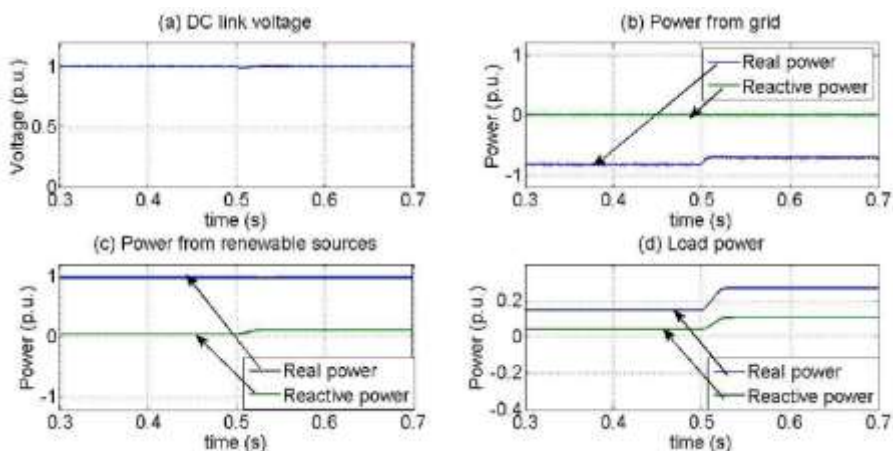 (a) DC link voltage
Voltage (p.u.)
1
0.5
0
0.3 0.4 0.5 0.6 0.7
time (s)
(b) Power from grid
Power (p.u.)
1
0
-1
Real power
Reactive power
0.3 0.4 0.5 0.6 0.7
time (s)
(c) Power from renewable sources
Power (p.u.)
1
0
-1
Real power
Reactive power
0.3 0.4 0.5 0.6 0.7
time (s)
(d) Load power
Power (p.u.)
0.2
0
-0.2
-0.4
Real power
Reactive power
0.3 0.4 0.5 0.6 0.7
time (s)